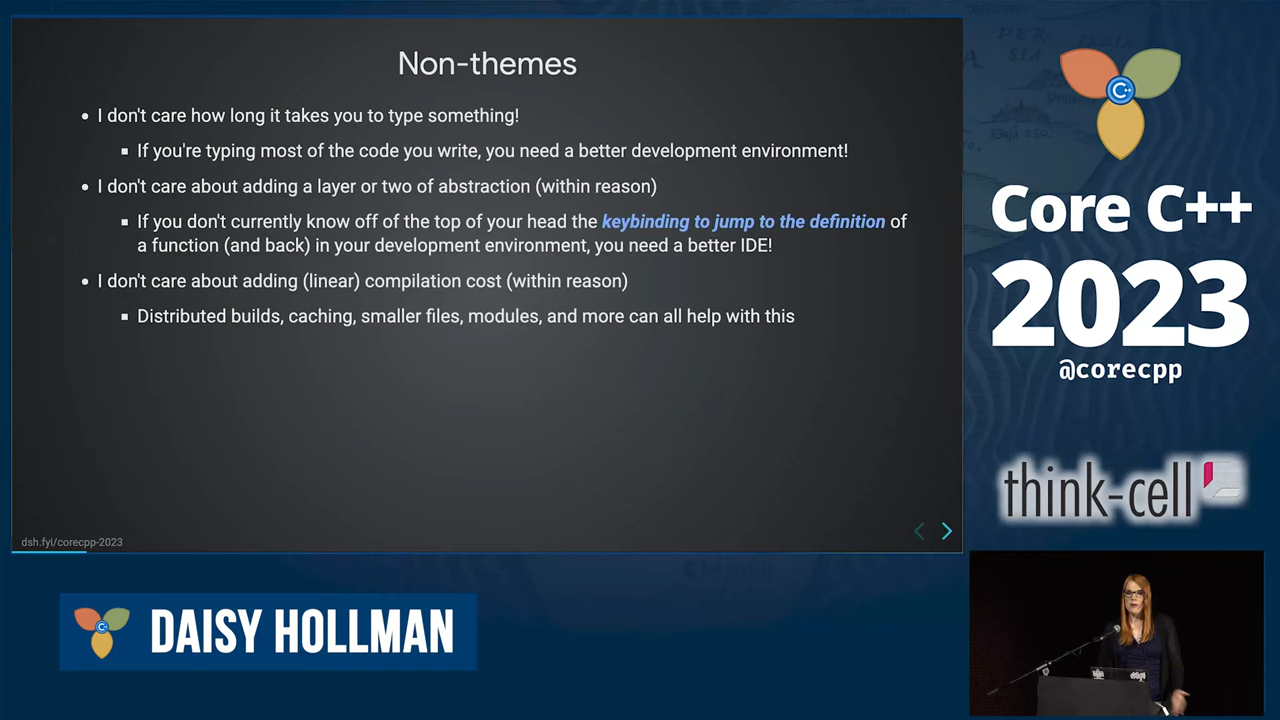 Non-themes
I don't care how long it takes you to type something!
If you're typing most of the code you write, you need a better development environment!
I don't care about adding a layer or two of abstraction (within reason)
If you don't currently know off of the top of your head the keybinding to jump to the definition of
a function (and back) in your development environment, you need a better IDE!
I don't care about adding (linear) compilation cost (within reason)
Distributed builds, caching, smaller files, modules, and more can all help with this
dsh.fyi/corecpp-2023
C++
Core C++
2023
@corecpp
think-cell
C++
DAISY HOLLMAN